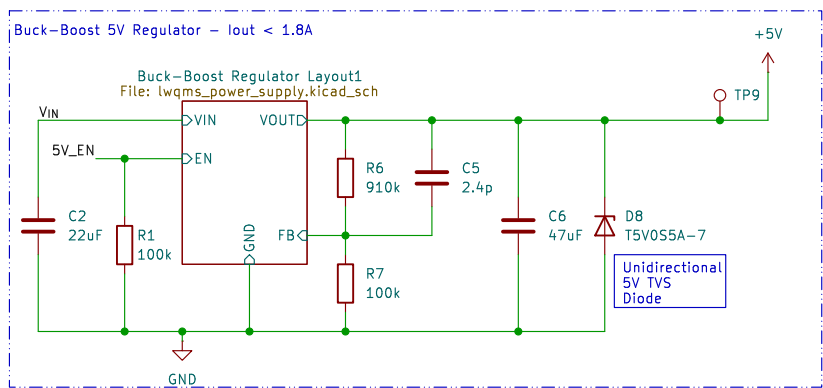 Buck-Boost 5V Regulator - Iout < 1.8A
+5V
Buck-Boost Regulator Layout1
File: lwqms_power_supply.kicad_sch
TP9
VIN
VIN
VOUT
5V_EN
EN
R6
910k
C5
2.4p
C2
22uF
R1
100k
GND
FB
C6
47uF
D8
T5V0S5A-7
R7
100k
Unidirectional
5V TVS
Diode
GND